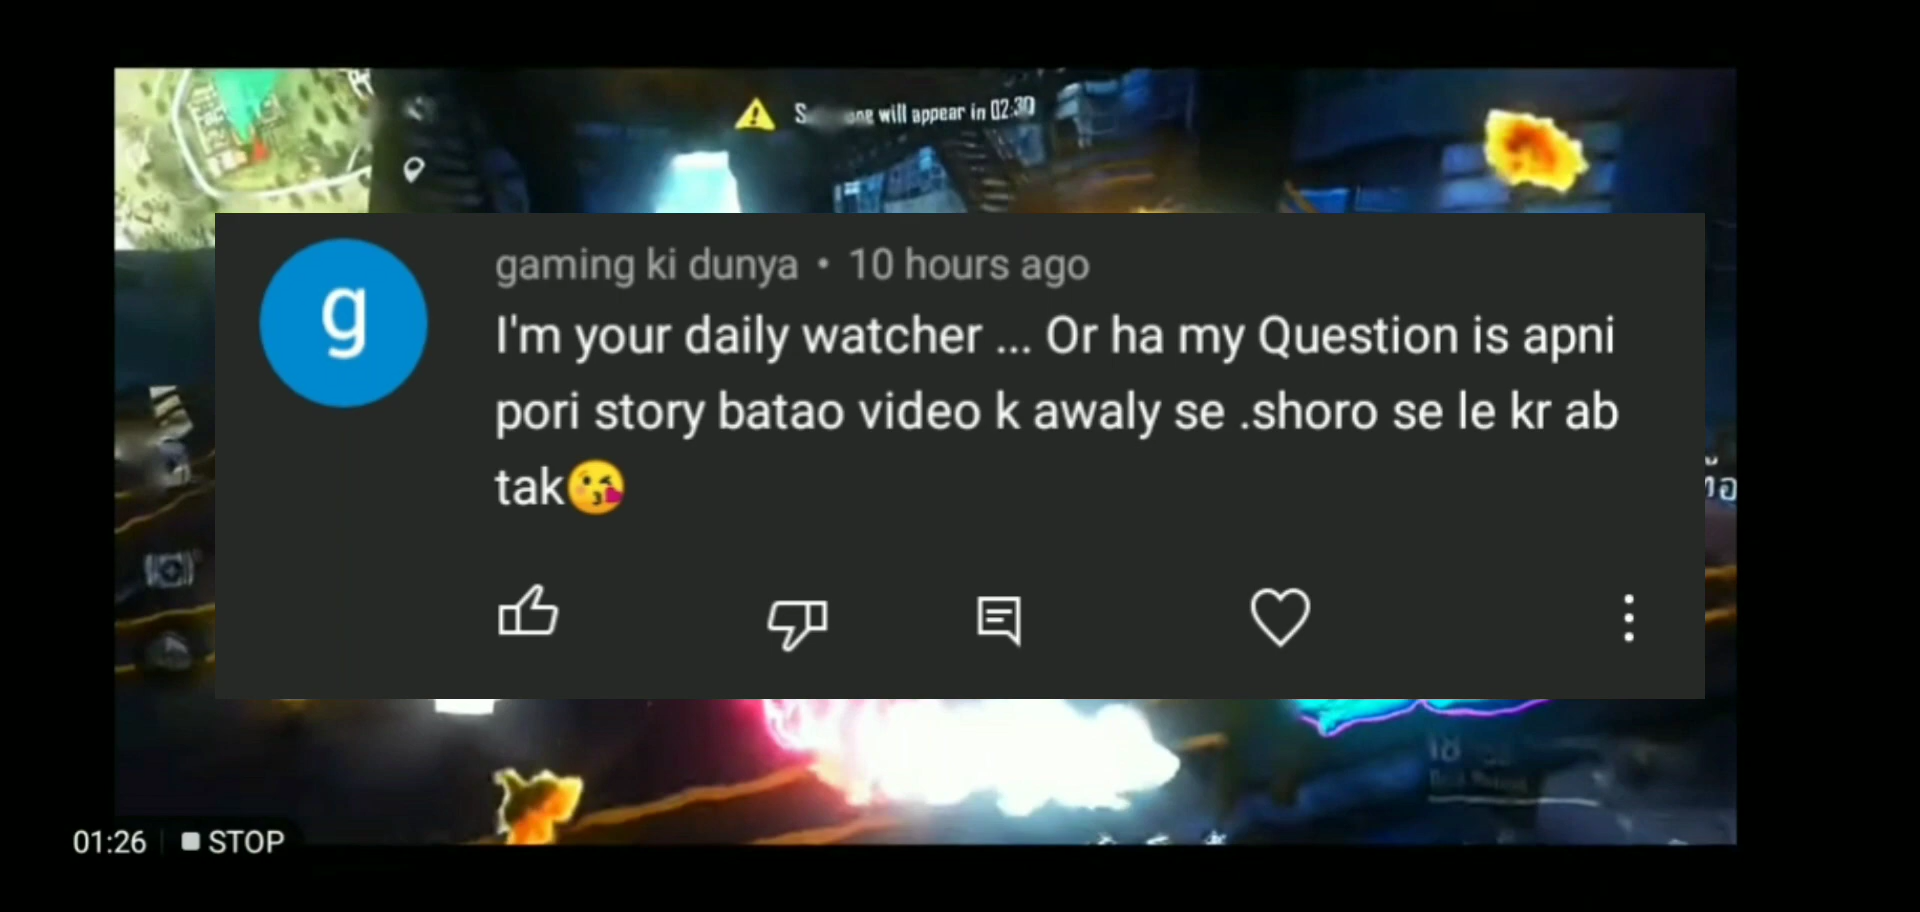 will appear in 02:30
g
gaming ki dunya • 10 hours ago
I'm your daily watcher ... Or ha my Question is apni
pori story batao video k awaly se .shoro se le kr ab
tak😘
18
01:26 STOP